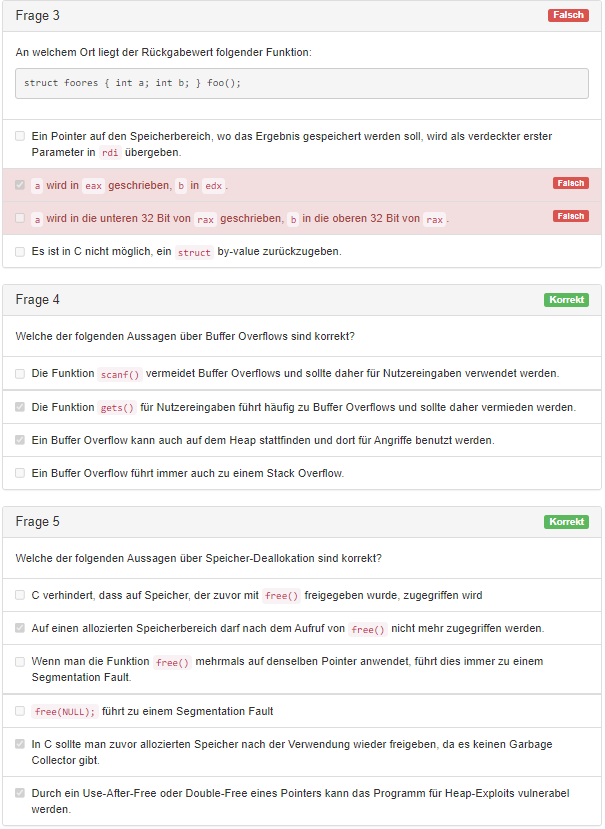 Frage 3 Falsch
An welchem Ort liegt der Rückgabewert folgender Funktion:
struct foores { int a; int b; } foo();
Ein Pointer auf den Speicherbereich, wo das Ergebnis gespeichert werden soll, wird als verdeckter erster
Parameter in rdi übergeben.
a wird in eax geschrieben, b in edx. Falsch
a wird in die unteren 32 Bit von rax geschrieben, b in die oberen 32 Bit von rax. Falsch
Es ist in C nicht möglich, ein struct by-value zurückzugeben.
Frage 4 Korrekt
Welche der folgenden Aussagen über Buffer Overflows sind korrekt?
Die Funktion scanf() vermeidet Buffer Overflows und sollte daher für Nutzereingaben verwendet werden.
Die Funktion gets() für Nutzereingaben führt häufig zu Buffer Overflows und sollte daher vermieden werden.
Ein Buffer Overflow kann auch auf dem Heap stattfinden und dort für Angriffe benutzt werden.
Ein Buffer Overflow führt immer auch zu einem Stack Overflow.
Frage 5 Korrekt
Welche der folgenden Aussagen über Speicher-Deallokation sind korrekt?
C verhindert, dass auf Speicher, der zuvor mit free() freigegeben wurde, zugegriffen wird
Auf einen allozierten Speicherbereich darf nach dem Aufruf von free() nicht mehr zugegriffen werden.
Wenn man die Funktion free() mehrmals auf denselben Pointer anwendet, führt dies immer zu einem
Segmentation Fault.
free(NULL); führt zu einem Segmentation Fault
In C sollte man zuvor allozierten Speicher nach der Verwendung wieder freigeben, da es keinen Garbage
Collector gibt.
Durch ein Use-After-Free oder Double-Free eines Pointers kann das Programm für Heap-Exploits vulnerabel
werden.